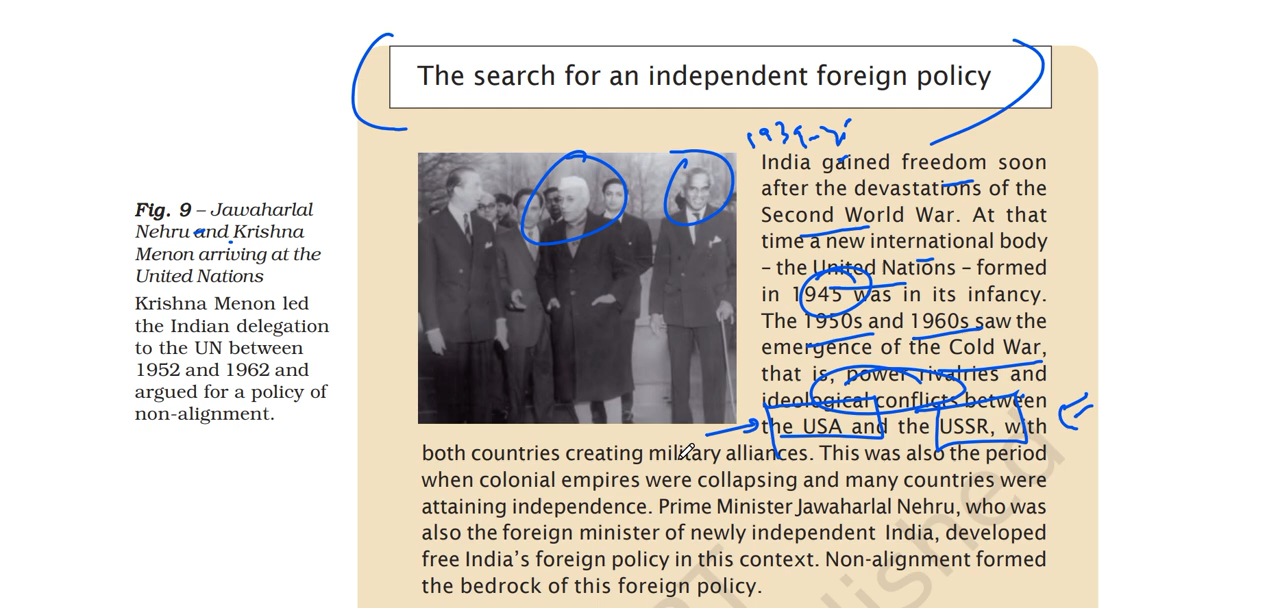 The search for an independent foreign policy
1939-
India gained freedom soon
after the devastations of the
Second World War. At that
time a new international body
– the United Nations – formed
in 1945 was in its infancy.
The 1950s and 1960s saw the
emergence of the Cold War,
that is, power rivalries and
ideological conflicts between
the USA and the USSR, with
both countries creating military alliances. This was also the period
when colonial empires were collapsing and many countries were
attaining independence. Prime Minister Jawaharlal Nehru, who was
also the foreign minister of newly independent India, developed
free India's foreign policy in this context. Non-alignment formed
the bedrock of this foreign policy.
Fig. 9 – Jawaharlal
Nehru and Krishna
Menon arriving at the
United Nations
Krishna Menon led
the Indian delegation
to the UN between
1952 and 1962 and
argued for a policy of
non-alignment.